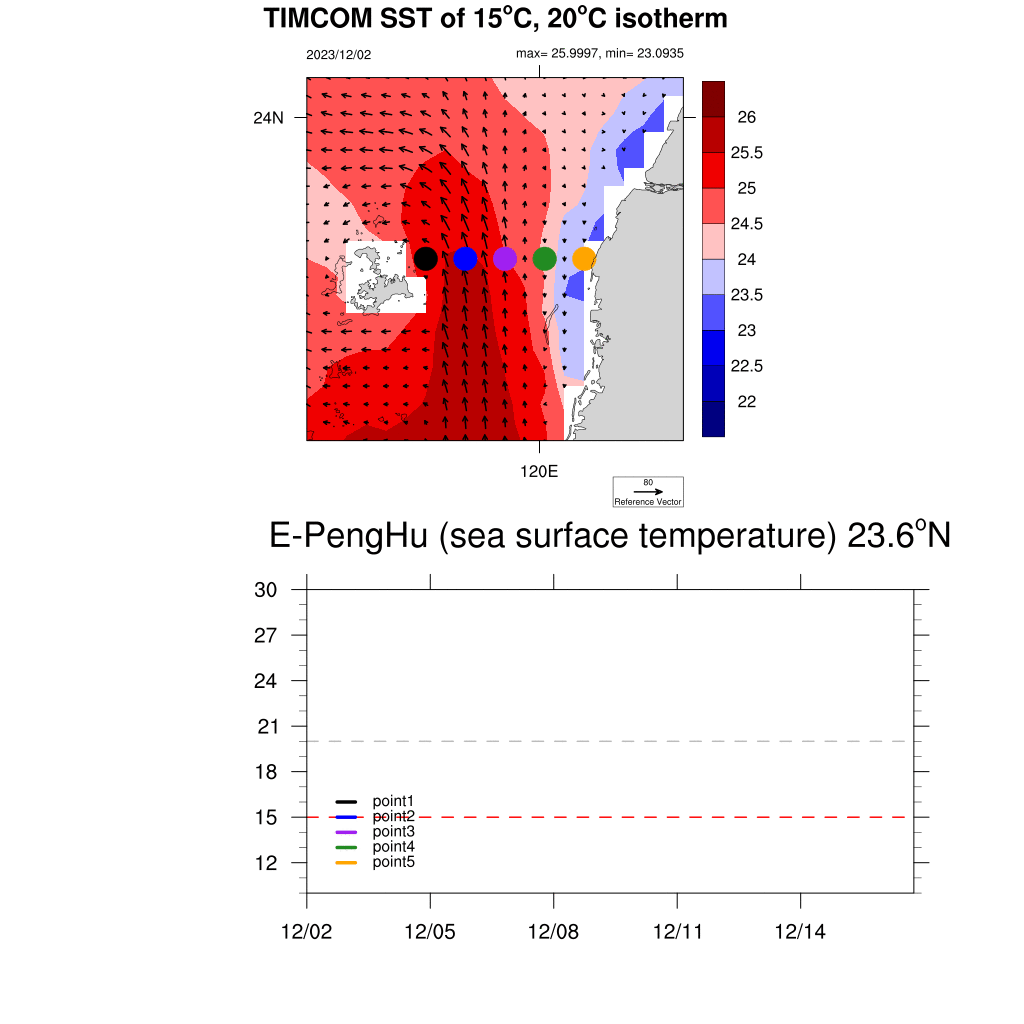 TIMCOM SST of 15°C, 20°C isotherm
2023/12/02
max= 25.9997, min= 23.0935
24N
26
25.5
25
24.5
24
23.5
23
22.5
22
120E
80
Reference Vector
E-PengHu (sea surface temperature) 23.6°N
30
27
24
21
18
15
12
point1
point2
point3
point4
point5
12/02 12/05 12/08 12/11 12/14